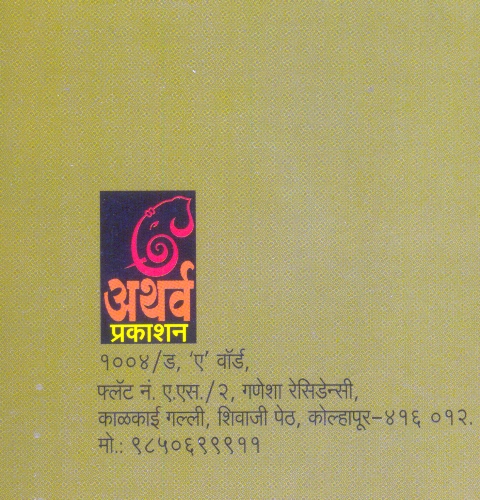 अथर्व
प्रकाशन
१००४/ड, ‘ए’ वॉर्ड,
फ्लॅट नं. ए.एस./२, गणेशा रेसिडेन्सी,
काळकाई गल्ली, शिवाजी पेठ, कोल्हापूर–४१६ ०१२.
मो.: ९८५०६९९९११